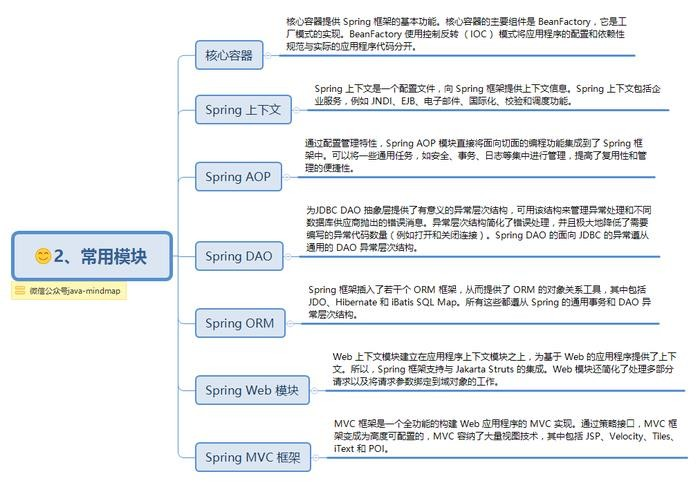 核心容器
核心容器提供 Spring 框架的基本功能。核心容器的主要组件是 BeanFactory，它是工
厂模式的实现。BeanFactory 使用控制反转 （IOC ）模式将应用程序的配置和依赖性
规范与实际的应用程序代码分开。
Spring 上下文
Spring 上下文是一个配置文件，向 Spring 框架提供上下文信息。Spring 上下文包括企
业服务，例如 JNDI、EJB、电子邮件、国际化、校验和调度功能。
Spring AOP
通过配置管理特性，Spring AOP 模块直接将面向切面的编程功能集成到了 Spring 框
架中。可以将一些通用任务，如安全、事务、日志等集中进行管理，提高了复用性和管
理的便捷性。
2、常用模块
微信公众号java-mindmap
Spring DAO
为JDBC DAO 抽象层提供了有意义的异常层次结构，可用该结构来管理异常处理和不同
数据库供应商抛出的错误消息。异常层次结构简化了错误处理，并且极大地降低了需要
编写的异常代码数量（例如打开和关闭连接）。Spring DAO 的面向 JDBC 的异常遵从
通用的 DAO 异常层次结构。
Spring ORM
Spring 框架插入了若干个 ORM 框架，从而提供了 ORM 的对象关系工具，其中包括
JDO、Hibernate 和 iBatis SQL Map。所有这些都遵从 Spring 的通用事务和 DAO 异
常层次结构。
Spring Web 模块
Web 上下文模块建立在应用程序上下文模块之上，为基于 Web 的应用程序提供了上下
文。所以，Spring 框架支持与 Jakarta Struts 的集成。Web 模块还简化了处理多部分
请求以及将请求参数绑定到域对象的工作。
Spring MVC 框架
MVC 框架是一个全功能的构建 Web 应用程序的 MVC 实现。通过策略接口，MVC 框
架变成为高度可配置的，MVC 容纳了大量视图技术，其中包括 JSP、Velocity、Tiles、
iText 和 POI。